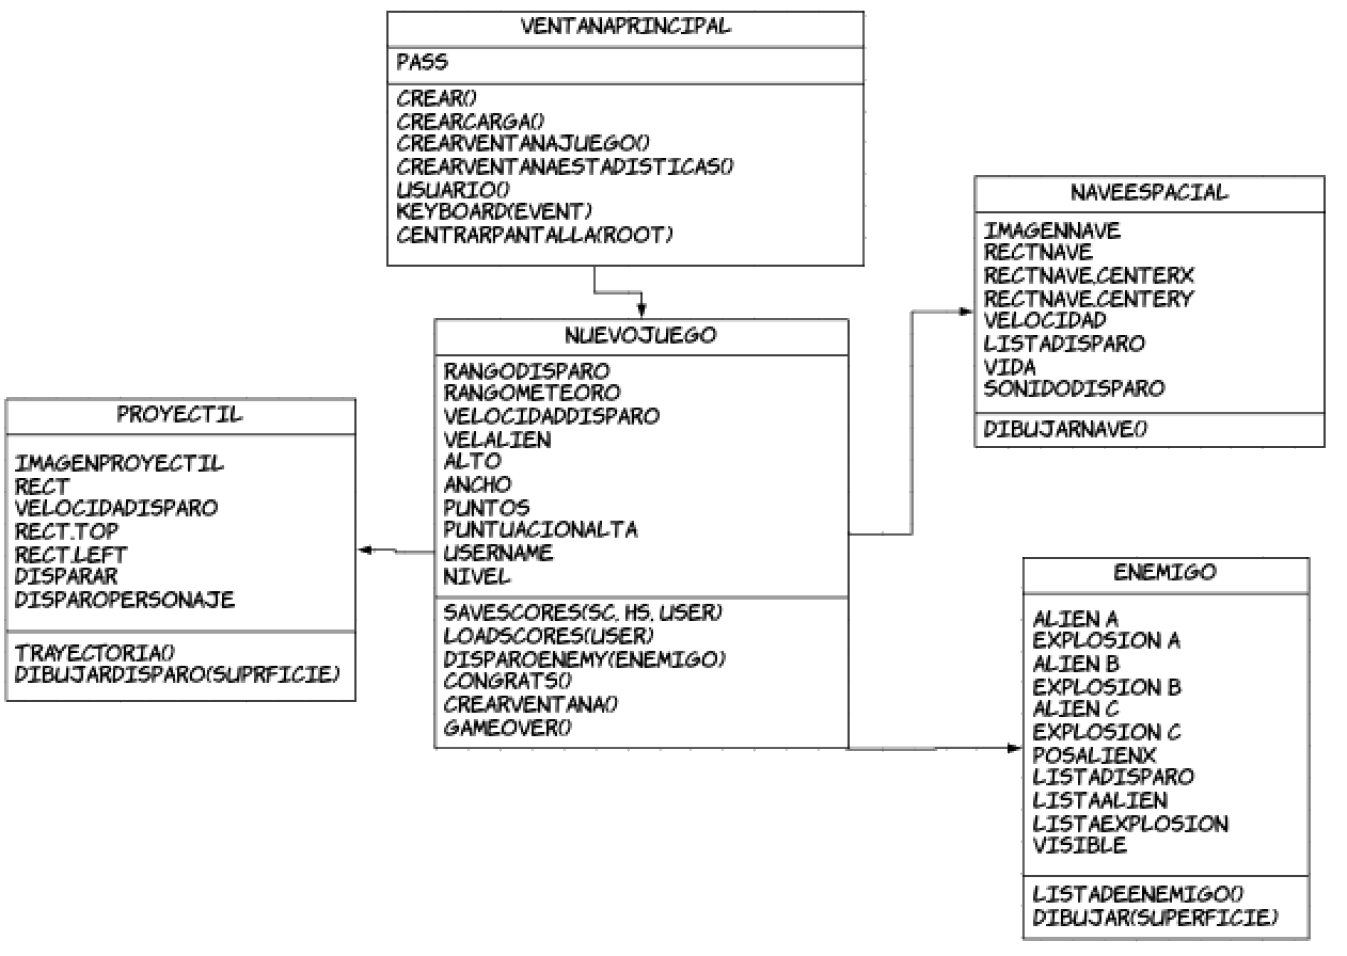 VENTANAPRINCIPAL
PASS
CREAR()
CREARCARGA()
CREARVENTANAJUEGO()
CREARVENTANAESTADISTICAS()
USUARIO()
KEYBOARD(EVENT)
CENTRARPANTALLA(ROOT)
NAVEESPACIAL
IMAGENNAVE
RECTNAVE
RECTNAVE.CENTERX
RECTNAVE.CENTERY
VELOCIDAD
LISTADISPARO
VIDA
SONIDODISPARO
DIBUJARNAVE()
NUEVOJUEGO
RANGODISPARO
RANGOMETEORO
VELOCIDADDISPARO
VELALIEN
ALTO
ANCHO
PUNTOS
PUNTUACIONALTA
USERNAME
NIVEL
SAVESCORES(SC, HS, USER)
LOADSCORES(USER)
DISPAROENEMY(ENEMIGO)
CONGRATS()
CREARVENTANA()
GAMEOVER()
PROYECTIL
IMAGENPROYECTIL
RECT
VELOCIDADISPARO
RECT.TOP
RECT.LEFT
DISPARAR
DISPAROPERSONAJE
TRAYECTORIA()
DIBUJARDISPARO(SUPRFICIE)
ENEMIGO
ALIEN A
EXPLOSION A
ALIEN B
EXPLOSION B
ALIEN C
EXPLOSION C
POSALIENX
LISTADISPARO
LISTAALIEN
LISTAEXPLOSION
VISIBLE
LISTADEENEMIGO()
DIBUJAR(SUPERFICIE)